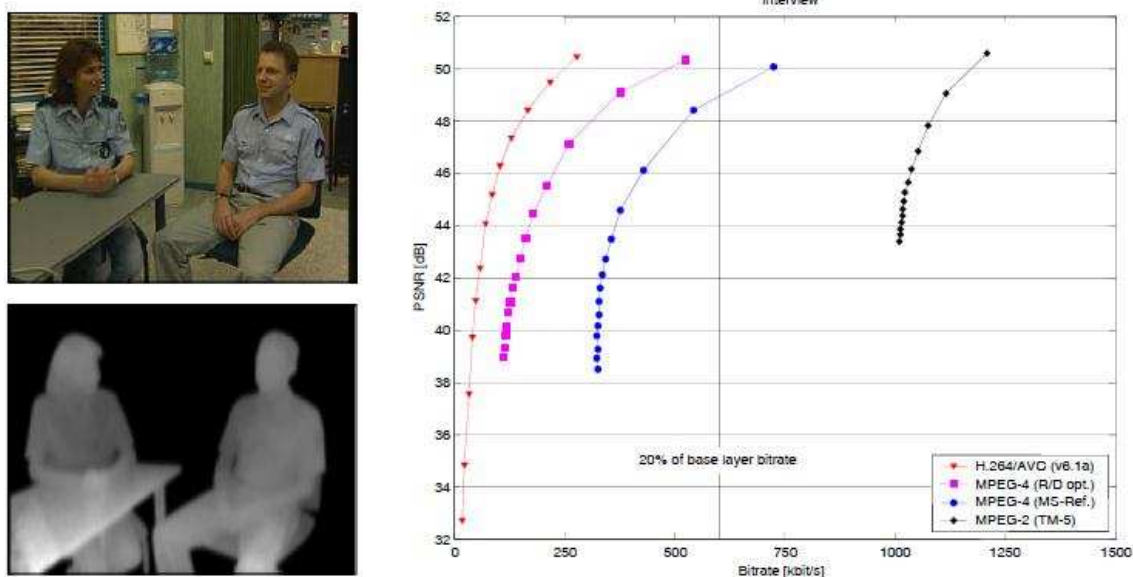 Interview
52
50
48
46
44
42
40
38
36
34
32
PSNR [dB]
20% of base layer bitrate
H.264/AVC (v6.1a)
MPEG-4 (R/D opt.)
MPEG-4 (MS-Ref.)
MPEG-2 (TM-5)
0 250 500 750 1000 1250 1500
Bitrate [kbit/s]